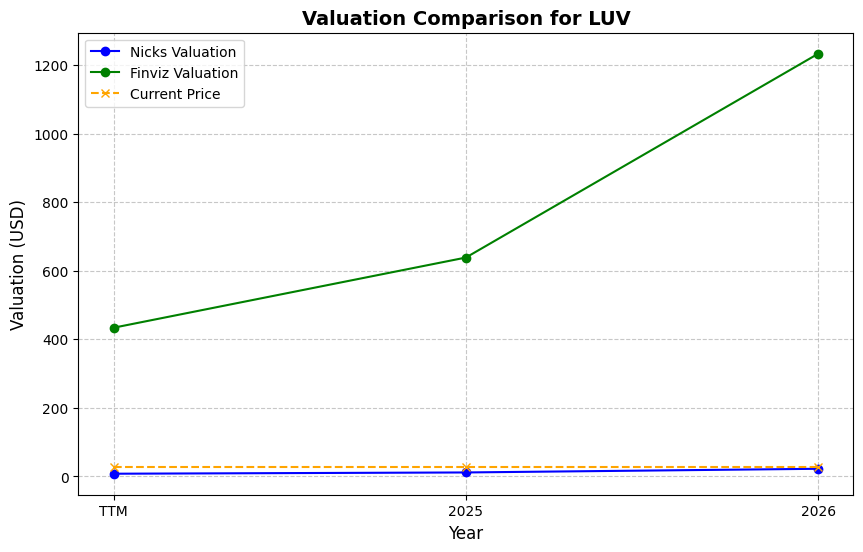 Valuation Comparison for LUV
Nicks Valuation
Finviz Valuation
Current Price
Valuation (USD)
1200
1000
800
600
400
200
0
TTM
2025
2026
Year